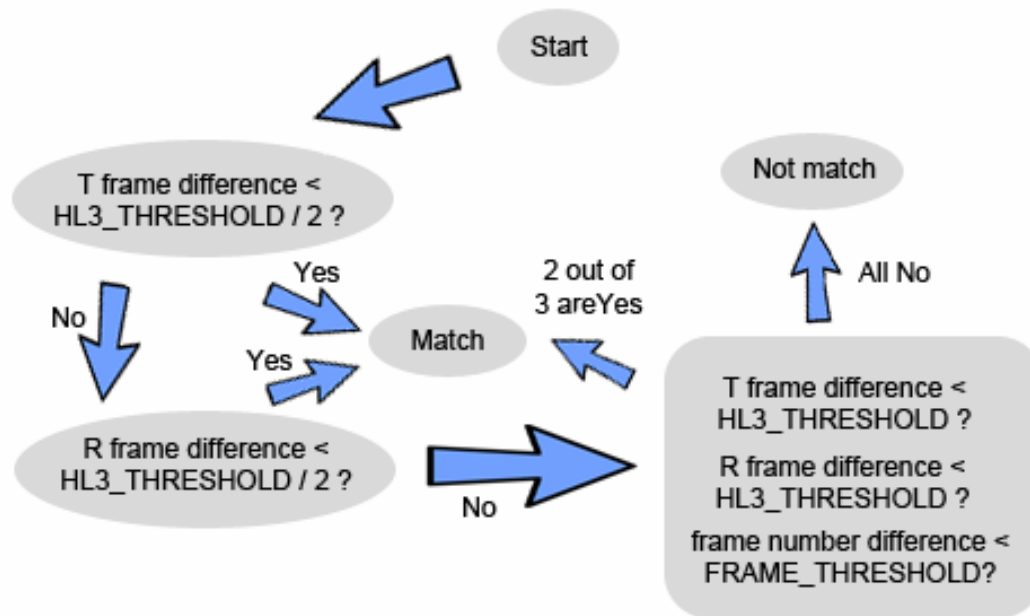 Start
T frame difference <
HL3_THRESHOLD / 2 ?
Not match
Yes
No
2 out of
3 areYes
All No
Match
Yes
R frame difference <
HL3_THRESHOLD / 2 ?
No
T frame difference <
HL3_THRESHOLD ?
R frame difference <
HL3_THRESHOLD ?
frame number difference <
FRAME_THRESHOLD?